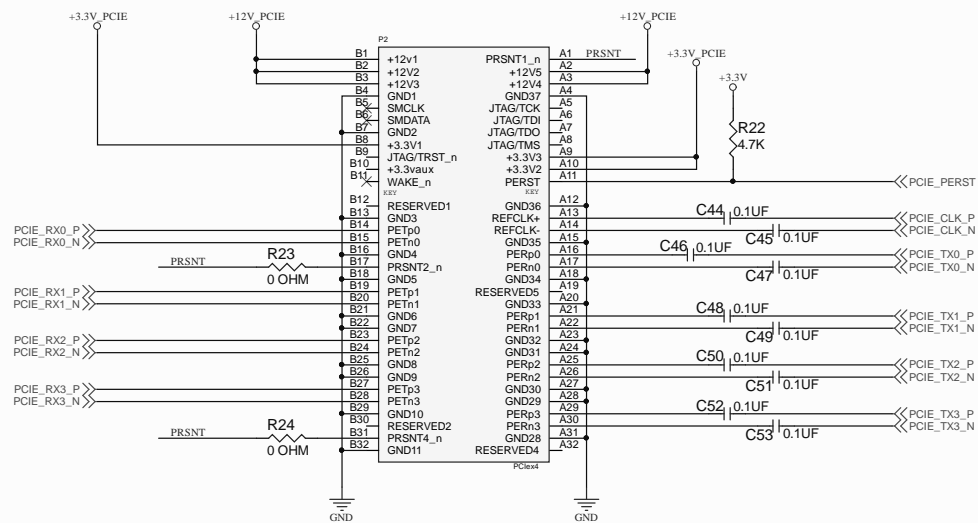 +3.3V_PCIE
+12V_PCIE
+12V_PCIE
+3.3V_PCIE
+3.3V
P2
B1 +12v1 PRSNT1_n A1 PRSNT
B2 +12V2 +12V5 A2
B3 +12V3 +12V4 A3
B4 GND1 GND37 A4
B5 SMCLK JTAG/TCK A5
B6 SMDATA JTAG/TDI A6
B7 GND2 JTAG/TDO A7
B8 +3.3V1 JTAG/TMS A8
B9 JTAG/TRST_n +3.3V3 A9
B10 +3.3vaux +3.3V2 A10
B11 WAKE_n PERST A11 PCIE_PERST
R22
4.7K
KEY KEY
B12 RESERVED1 GND36 A12
B13 GND3 REFCLK+ A13 C44 0.1UF PCIE_CLK_P
PCIE_RX0_P B14 PETp0 REFCLK- A14 C45 0.1UF PCIE_CLK_N
PCIE_RX0_N B15 PETn0 GND35 A15
B16 GND4 PERp0 A16 C46 0.1UF PCIE_TX0_P
PRSNT R23 0 OHM B17 PRSNT2_n PERn0 A17 C47 0.1UF PCIE_TX0_N
B18 GND5 GND34 A18
PCIE_RX1_P B19 PETp1 RESERVED5 A19
PCIE_RX1_N B20 PETn1 GND33 A20
B21 GND6 PERp1 A21 C48 0.1UF PCIE_TX1_P
B22 GND7 PERn1 A22 C49 0.1UF PCIE_TX1_N
PCIE_RX2_P B23 PETp2 GND32 A23
PCIE_RX2_N B24 PETn2 GND31 A24
B25 GND8 PERp2 A25 C50 0.1UF PCIE_TX2_P
B26 GND9 PERn2 A26 C51 0.1UF PCIE_TX2_N
PCIE_RX3_P B27 PETp3 GND30 A27
PCIE_RX3_N B28 PETn3 GND29 A28
B29 GND10 PERp3 A29 C52 0.1UF PCIE_TX3_P
B30 RESERVED2 PERn3 A30 C53 0.1UF PCIE_TX3_N
PRSNT R24 0 OHM B31 PRSNT4_n GND28 A31
B32 GND11 RESERVED4 A32
PCIex4
GND
GND